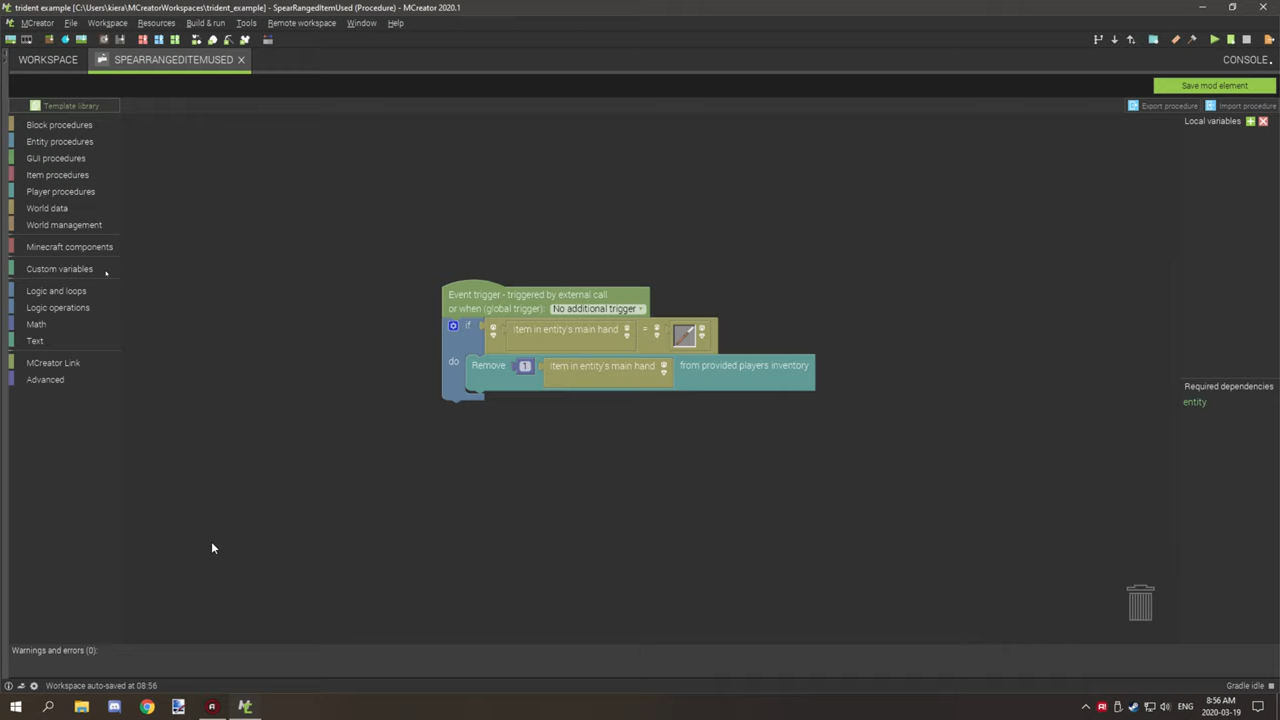 trident example [C:\Users\kiera\MCreatorWorkspaces\trident_example] - SpearRangedItemUsed (Procedure) - MCreator 2020.1
MCreator File Workspace Resources Build & run Tools Remote workspace Window Help
WORKSPACE SPEARRANGEDITEMUSED CONSOLE
Save mod element
Template library Export procedure Import procedure
Local variables
Block procedures
Entity procedures
GUI procedures
Item procedures
Player procedures
World data
World management
Minecraft components
Custom variables
Logic and loops
Logic operations
Math
Text
MCreator Link
Advanced
Event trigger - triggered by external call
or when (global trigger): No additional trigger
if item in entity's main hand =
do Remove 1 item in entity's main hand from provided players inventory
Required dependencies
entity
Warnings and errors (0):
Workspace auto-saved at 08:56 Gradle idle
ENG 8:56 AM
2020-03-19